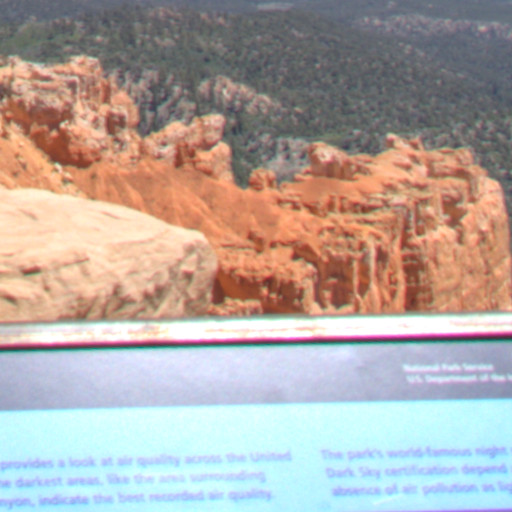 National Park Service
U.S. Department of the
provides a look at air quality across the United
the darkest areas, like the area surrounding
nyon, indicate the best recorded air quality.
The park's world-famous night
Dark Sky certification depend
absence of air pollution as